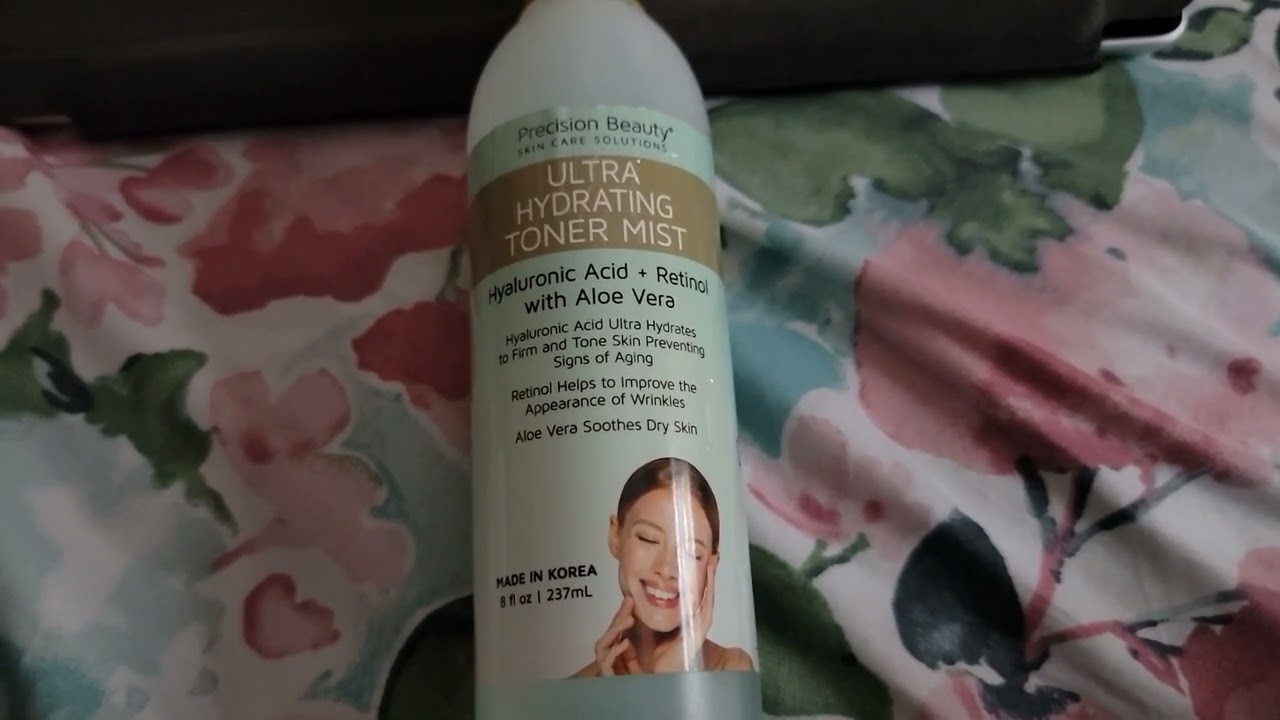 Precision Beauty®
SKIN CARE SOLUTIONS
ULTRA
HYDRATING
TONER MIST
Hyaluronic Acid + Retinol
with Aloe Vera
Hyaluronic Acid Ultra Hydrates
to Firm and Tone Skin Preventing
Signs of Aging
Retinol Helps to Improve the
Appearance of Wrinkles
Aloe Vera Soothes Dry Skin
MADE IN KOREA
8 fl oz | 237mL